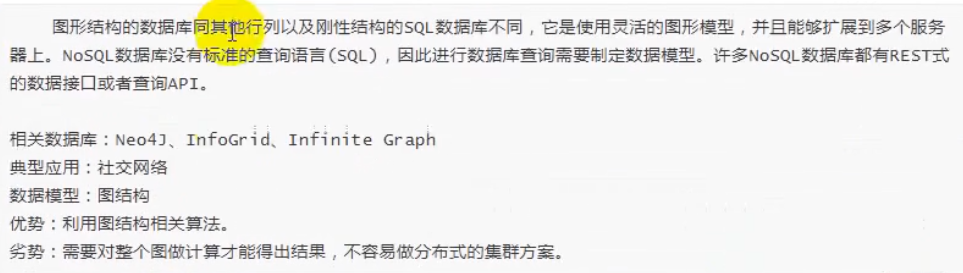 图形结构的数据库同其他行列以及刚性结构的SQL数据库不同，它是使用灵活的图形模型，并且能够扩展到多个服务
器上。NoSQL数据库没有标准的查询语言(SQL)，因此进行数据库查询需要制定数据模型。许多NoSQL数据库都有REST式
的数据接口或者查询API。
相关数据库：Neo4J、InfoGrid、Infinite Graph
典型应用：社交网络
数据模型：图结构
优势：利用图结构相关算法。
劣势：需要对整个图做计算才能得出结果，不容易做分布式的集群方案。